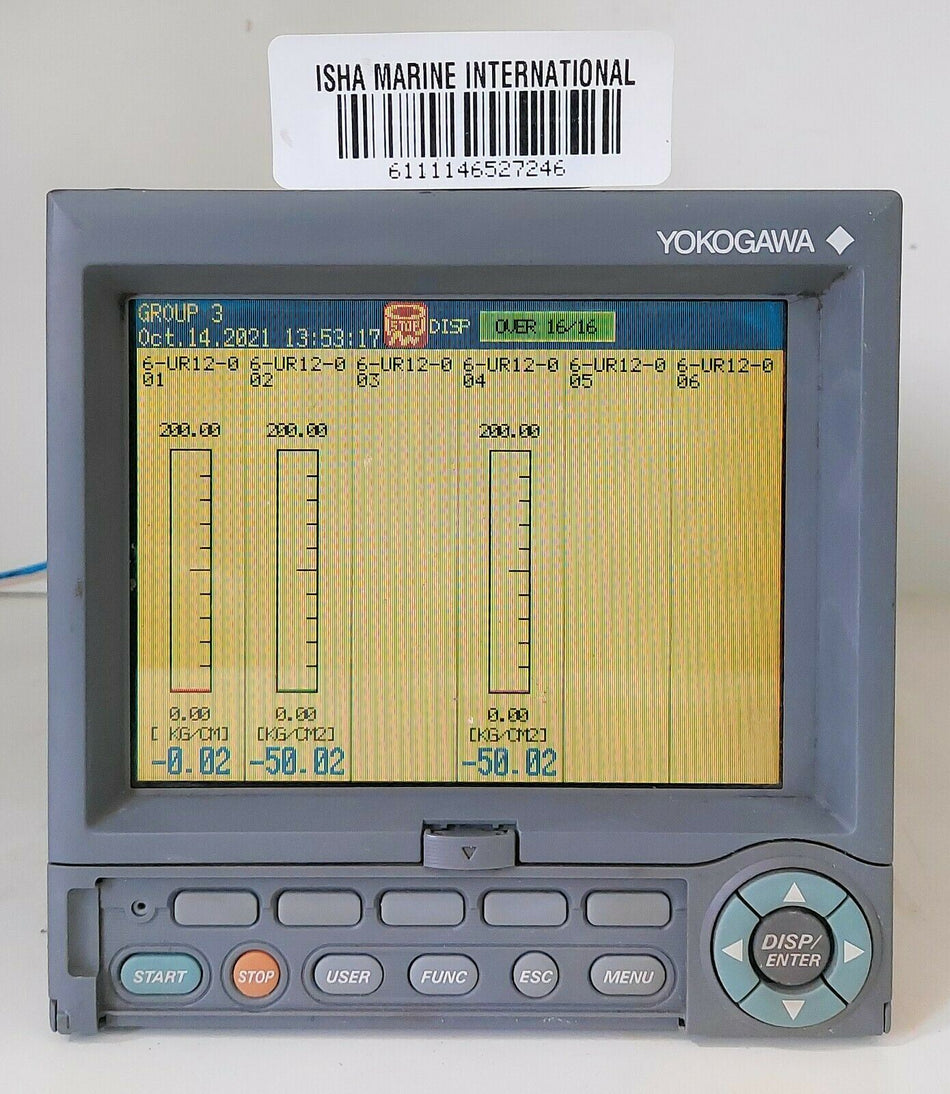 ISHA MARINE INTERNATIONAL
6111146527246
YOKOGAWA
GROUP 3
Oct.14.2021 13:53:17
STOP
DISP
OVER 16/16
6-UR12-0 6-UR12-0 6-UR12-0 6-UR12-0 6-UR12-0 6-UR12-0
01 02 03 04 05 06
200.00 200.00 200.00
0.00 0.00 0.00
[ KG/CM] [KG/CM2] [KG/CM2]
-0.02 -50.02 -50.02
START STOP USER FUNC ESC MENU
DISP/
ENTER